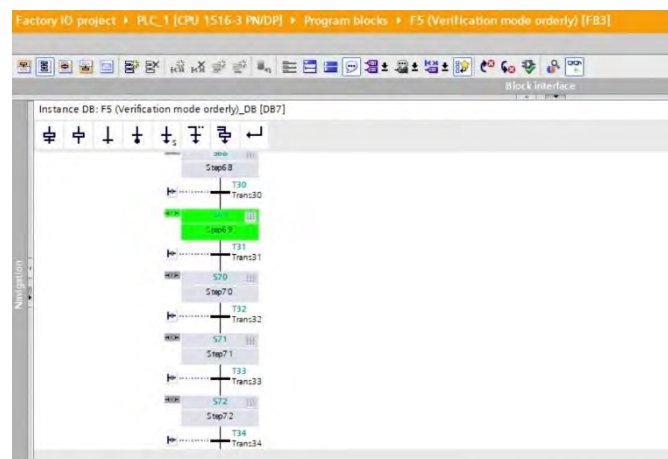 Factory IO project ▸ PLC_1 [CPU 1516-3 PN/DP] ▸ Program blocks ▸ F5 (Verification mode orderly) [FB3]
Block interface
Instance DB: F5 (Verification mode orderly)_DB [DB7]
S68
Step68
T30
Trans30
S69
Step69
T31
Trans31
S70
Step70
T32
Trans32
S71
Step71
T33
Trans33
S72
Step72
T34
Trans34
Navigation